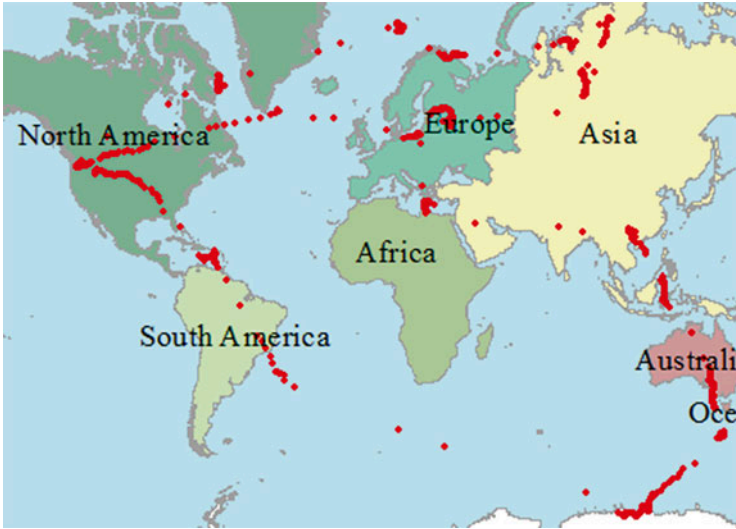 North America
Europe
Asia
Africa
South America
Australi
Oce